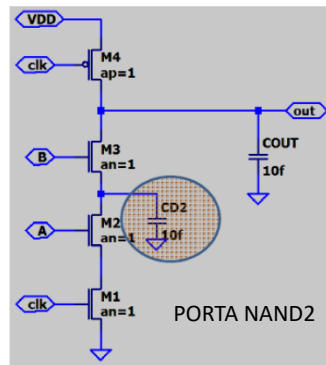 VDD
M4
clk
ap=1
out
M3
COUT
B
an=1
10f
CD2
M2
A
10f
an=1
M1
clk
an=1
PORTA NAND2